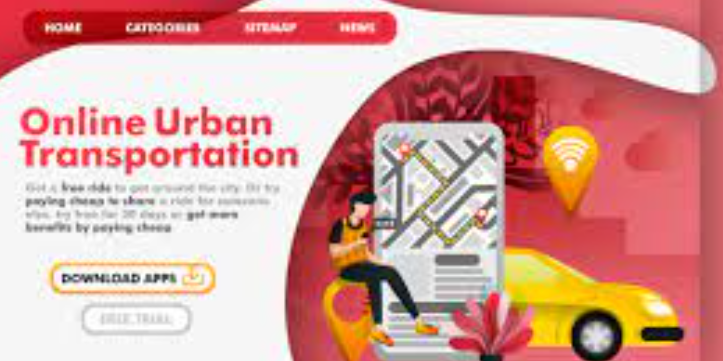 HOME CATEGORIES SITEMAP NEWS
Online Urban
Transportation
Get a free ride to get around the city. Or try
paying cheap to share a ride for someone
else. try free for 30 days or get more
benefits by paying cheap
DOWNLOAD APPS
FREE TRIAL